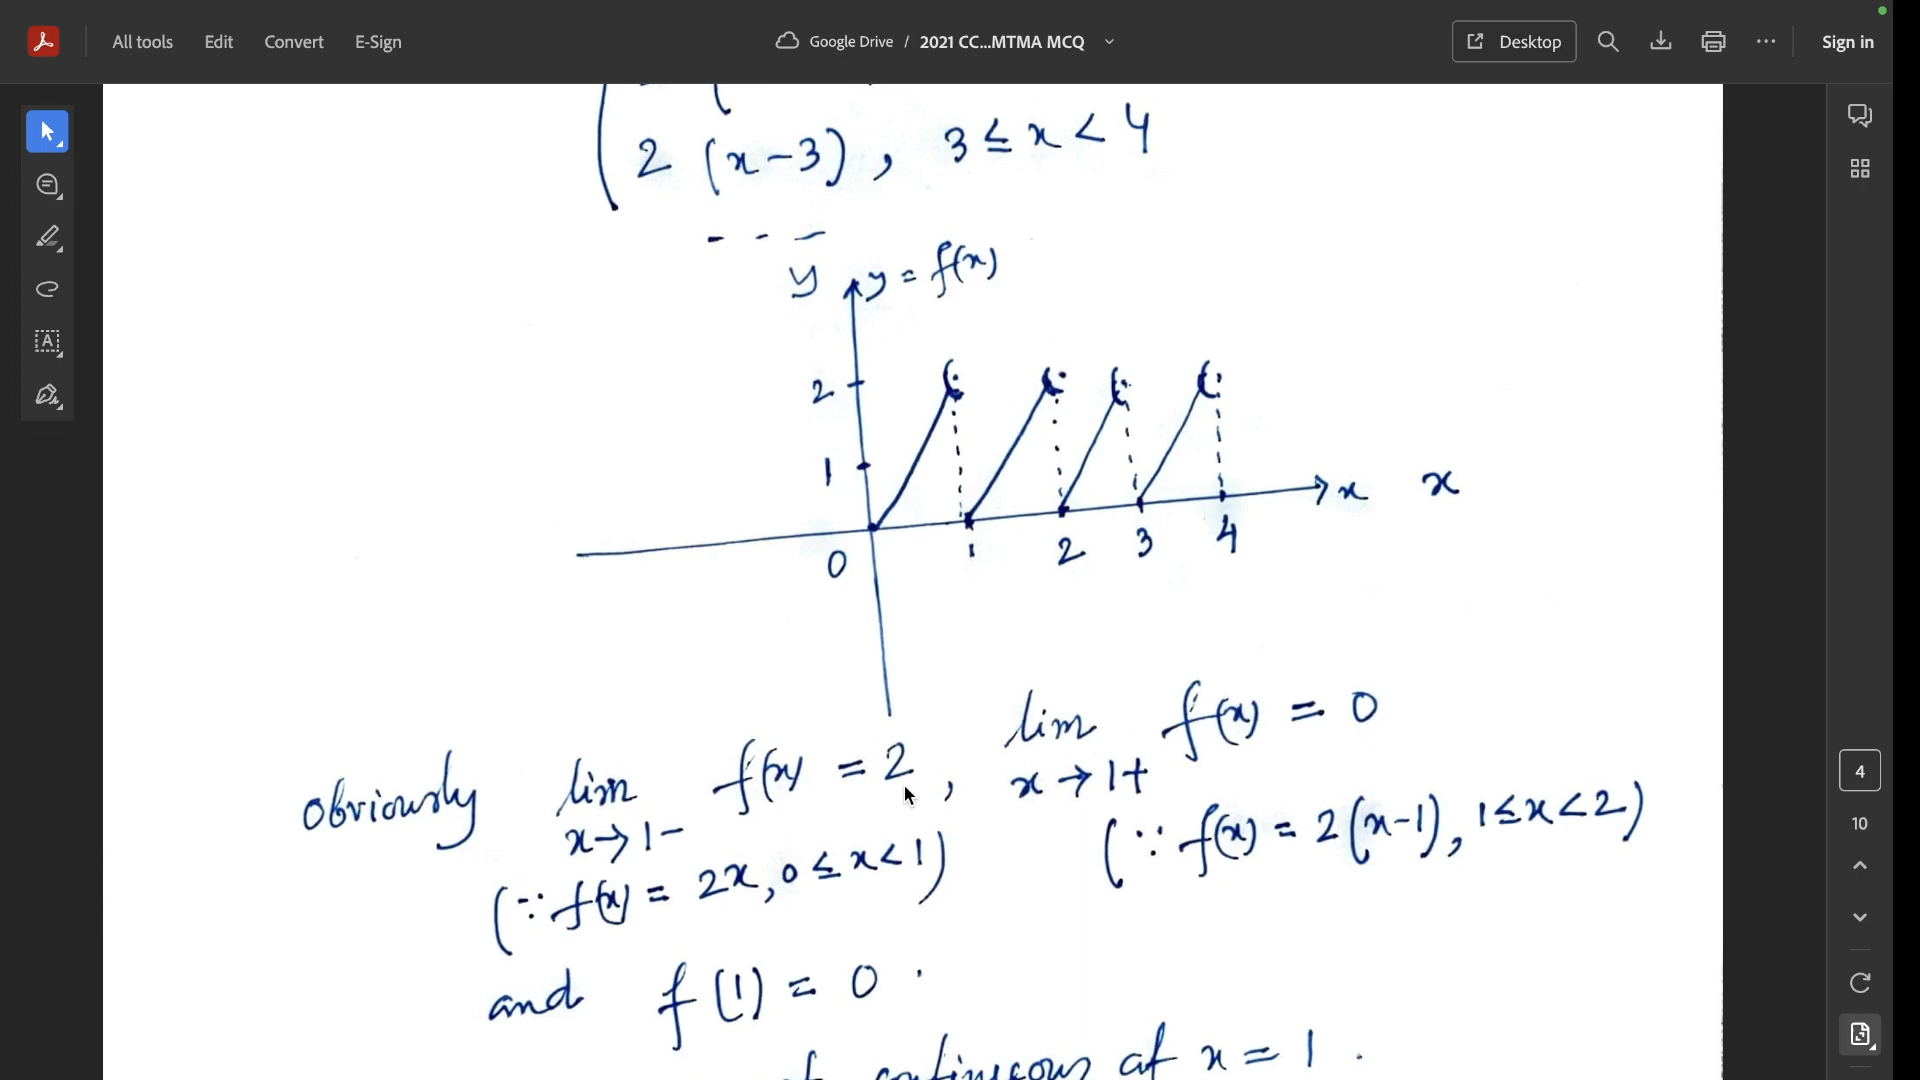 All tools Edit Convert E-Sign Google Drive / 2021 CC...MTMA MCQ Desktop Sign in
2 (x-3), 3 ≤ x < 4
- - -
y y = f(x)
2
1
x x
0 1 2 3 4
obviously lim f(x) = 2, lim f(x) = 0
x→1- x→1+
(∵ f(x) = 2x, 0 ≤ x < 1) (∵ f(x) = 2(x-1), 1 ≤ x < 2)
and f(1) = 0.
continuous at x = 1.
4
10